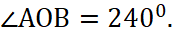 ∠AOB = 240⁰.